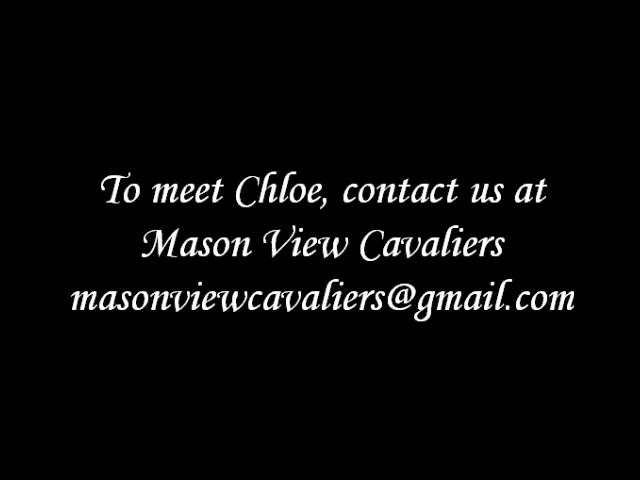 To meet Chloe, contact us at
Mason View Cavaliers
masonviewcavaliers@gmail.com